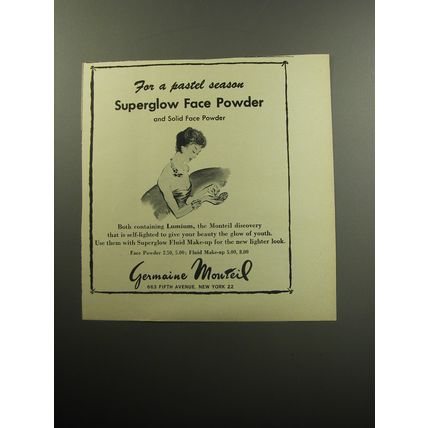 For a pastel season
Superglow Face Powder
and Solid Face Powder
Both containing Lumium, the Monteil discovery
that is self-lighted to give your beauty the glow of youth.
Use them with Superglow Fluid Make-up for the new lighter look.
Face Powder 2.50, 5.00; Fluid Make-up 5.00, 8.00
Germaine Monteil
663 FIFTH AVENUE, NEW YORK 22